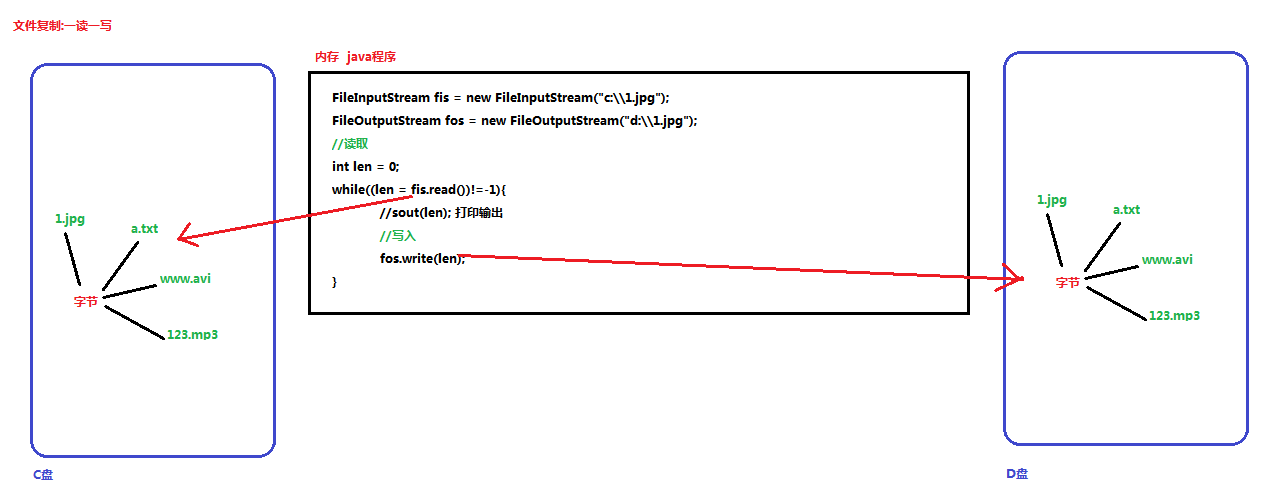 文件复制:一读一写
内存 java程序
FileInputStream fis = new FileInputStream("c:\\1.jpg");
FileOutputStream fos = new FileOutputStream("d:\\1.jpg");
//读取
int len = 0;
while((len = fis.read())!=-1){
//sout(len); 打印输出
//写入
fos.write(len);
}
1.jpg
a.txt
www.avi
字节
123.mp3
C盘
1.jpg
a.txt
www.avi
字节
123.mp3
D盘